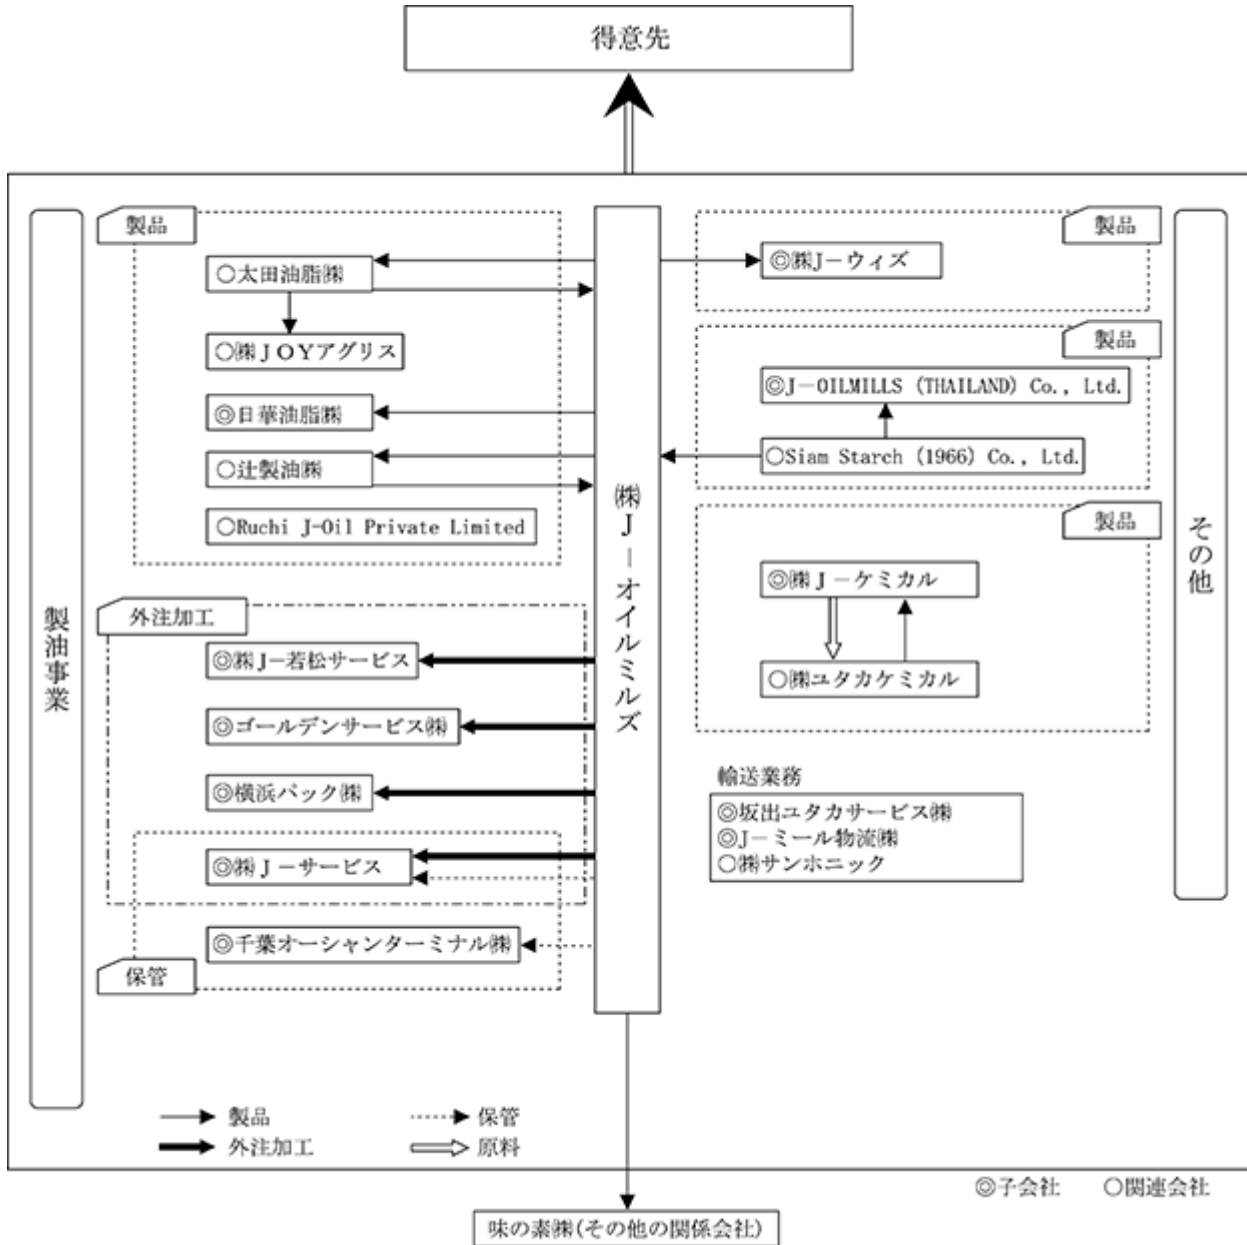 得意先
製油事業
製品
○太田油脂㈱
○㈱JOYアグリス
◎日華油脂㈱
○辻製油㈱
○Ruchi J-Oil Private Limited
外注加工
◎㈱J－若松サービス
◎ゴールデンサービス㈱
◎横浜パック㈱
◎㈱J－サービス
◎千葉オーシャンターミナル㈱
保管
㈱J－オイルミルズ
製品
◎㈱J－ウィズ
製品
◎J－OILMILLS (THAILAND) Co., Ltd.
○Siam Starch (1966) Co., Ltd.
製品
◎㈱J－ケミカル
○㈱ユタカケミカル
輸送業務
◎坂出ユタカサービス㈱
◎J－ミール物流㈱
○㈱サンホニック
その他
製品
保管
外注加工
原料
◎子会社 ○関連会社
味の素㈱(その他の関係会社)